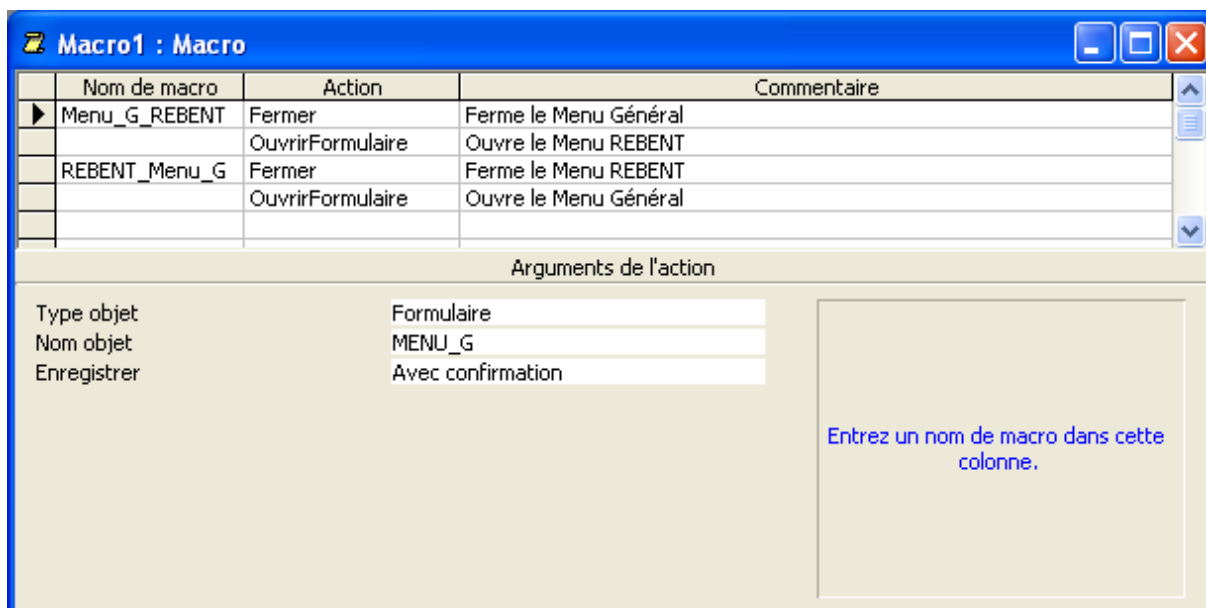 Macro1 : Macro
Nom de macro Action Commentaire
Menu_G_REBENT Fermer Ferme le Menu Général
OuvrirFormulaire Ouvre le Menu REBENT
REBENT_Menu_G Fermer Ferme le Menu REBENT
OuvrirFormulaire Ouvre le Menu Général
Arguments de l'action
Type objet Formulaire
Nom objet MENU_G
Enregistrer Avec confirmation
Entrez un nom de macro dans cette
colonne.